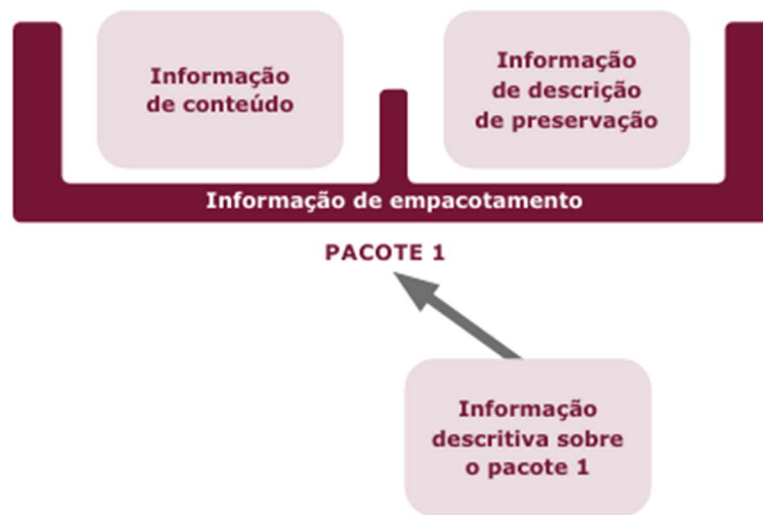 Informação
de conteúdo
Informação
de descrição
de preservação
Informação de empacotamento
PACOTE 1
Informação
descritiva sobre
o pacote 1